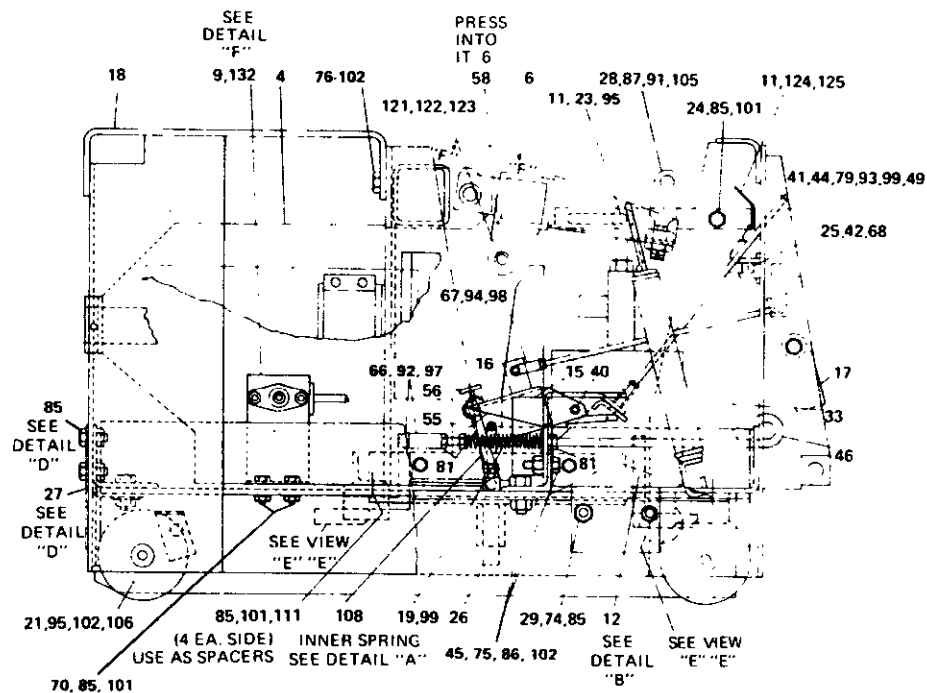 SEE
DETAIL
"F"
PRESS
INTO
IT 6
18
9,132
4
76-102
58
6
28,87,91,105
11,124,125
121,122,123
11, 23, 95
24,85,101
"F"
41,44,79,93,99,49
25,42,68
67,94,98
66, 92, 97
16
15 40
56
17
85
SEE
DETAIL
"D"
55
33
81
81
46
27
SEE
DETAIL
"D"
SEE VIEW
"E" "E"
21,95,102,106
85,101,111
(4 EA. SIDE)
USE AS SPACERS
108
INNER SPRING
SEE DETAIL "A"
19,99
26
45, 75, 86, 102
29,74,85
12
SEE
DETAIL
"B"
SEE VIEW
"E" "E"
70, 85, 101